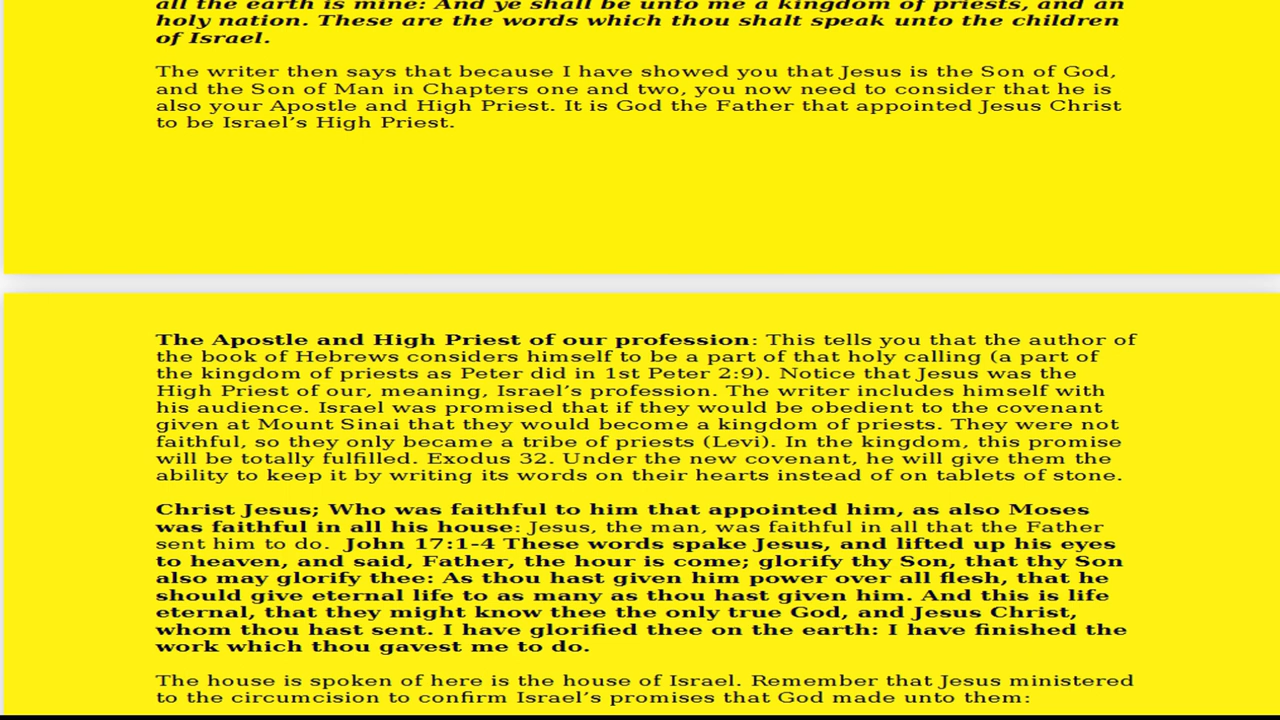 all the earth is mine: And ye shall be unto me a kingdom of priests, and an
holy nation. These are the words which thou shalt speak unto the children
of Israel.
The writer then says that because I have showed you that Jesus is the Son of God,
and the Son of Man in Chapters one and two, you now need to consider that he is
also your Apostle and High Priest. It is God the Father that appointed Jesus Christ
to be Israel’s High Priest.
The Apostle and High Priest of our profession: This tells you that the author of
the book of Hebrews considers himself to be a part of that holy calling (a part of
the kingdom of priests as Peter did in 1st Peter 2:9). Notice that Jesus was the
High Priest of our, meaning, Israel’s profession. The writer includes himself with
his audience. Israel was promised that if they would be obedient to the covenant
given at Mount Sinai that they would become a kingdom of priests. They were not
faithful, so they only became a tribe of priests (Levi). In the kingdom, this promise
will be totally fulfilled. Exodus 32. Under the new covenant, he will give them the
ability to keep it by writing its words on their hearts instead of on tablets of stone.
Christ Jesus; Who was faithful to him that appointed him, as also Moses
was faithful in all his house: Jesus, the man, was faithful in all that the Father
sent him to do. John 17:1-4 These words spake Jesus, and lifted up his eyes
to heaven, and said, Father, the hour is come; glorify thy Son, that thy Son
also may glorify thee: As thou hast given him power over all flesh, that he
should give eternal life to as many as thou hast given him. And this is life
eternal, that they might know thee the only true God, and Jesus Christ,
whom thou hast sent. I have glorified thee on the earth: I have finished the
work which thou gavest me to do.
The house is spoken of here is the house of Israel. Remember that Jesus ministered
to the circumcision to confirm Israel’s promises that God made unto them: